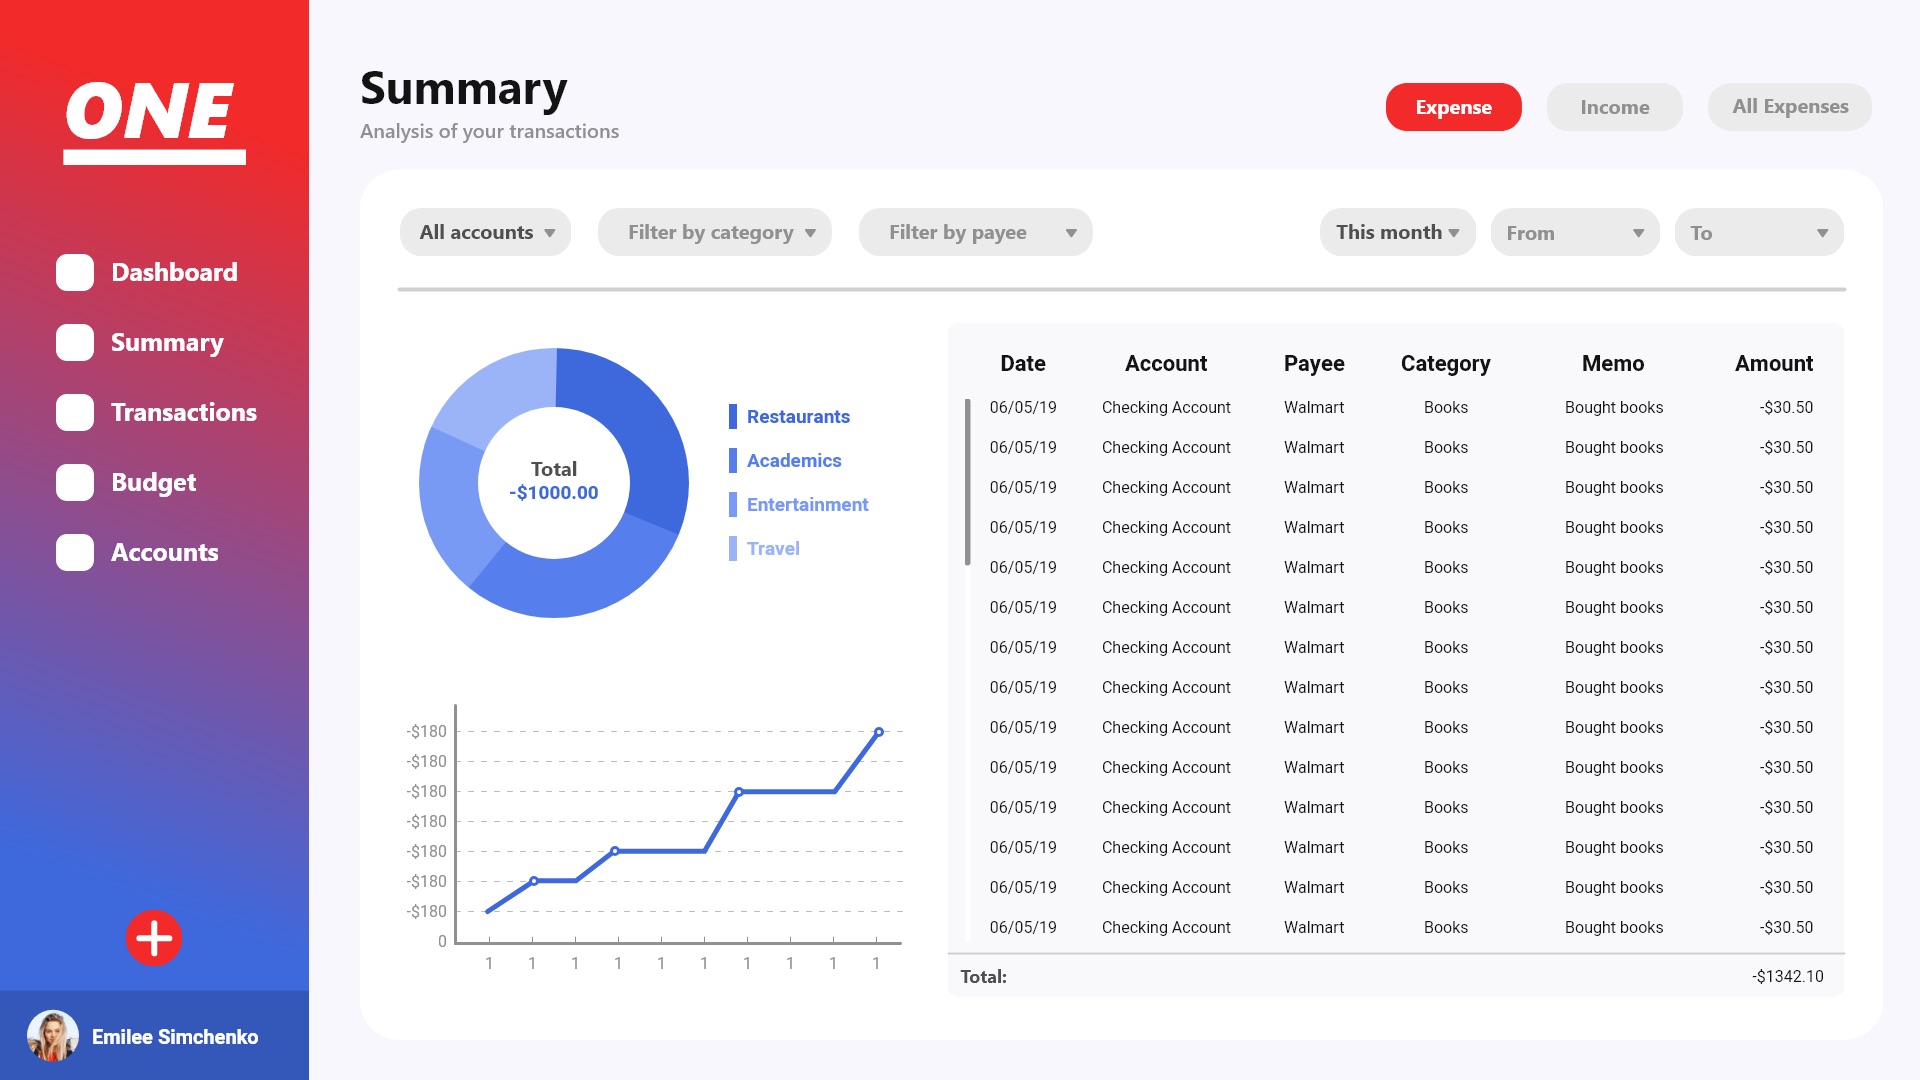 ONE
Dashboard
Summary
Transactions
Budget
Accounts
Emilee Simchenko
Summary
Analysis of your transactions
Expense
Income
All Expenses
All accounts
Filter by category
Filter by payee
This month
From
To
Total
-$1000.00
Restaurants
Academics
Entertainment
Travel
-$180
-$180
-$180
-$180
-$180
-$180
-$180
0
1 1 1 1 1 1 1 1 1 1
Date Account Payee Category Memo Amount
06/05/19 Checking Account Walmart Books Bought books -$30.50
06/05/19 Checking Account Walmart Books Bought books -$30.50
06/05/19 Checking Account Walmart Books Bought books -$30.50
06/05/19 Checking Account Walmart Books Bought books -$30.50
06/05/19 Checking Account Walmart Books Bought books -$30.50
06/05/19 Checking Account Walmart Books Bought books -$30.50
06/05/19 Checking Account Walmart Books Bought books -$30.50
06/05/19 Checking Account Walmart Books Bought books -$30.50
06/05/19 Checking Account Walmart Books Bought books -$30.50
06/05/19 Checking Account Walmart Books Bought books -$30.50
06/05/19 Checking Account Walmart Books Bought books -$30.50
06/05/19 Checking Account Walmart Books Bought books -$30.50
06/05/19 Checking Account Walmart Books Bought books -$30.50
06/05/19 Checking Account Walmart Books Bought books -$30.50
Total: -$1342.10